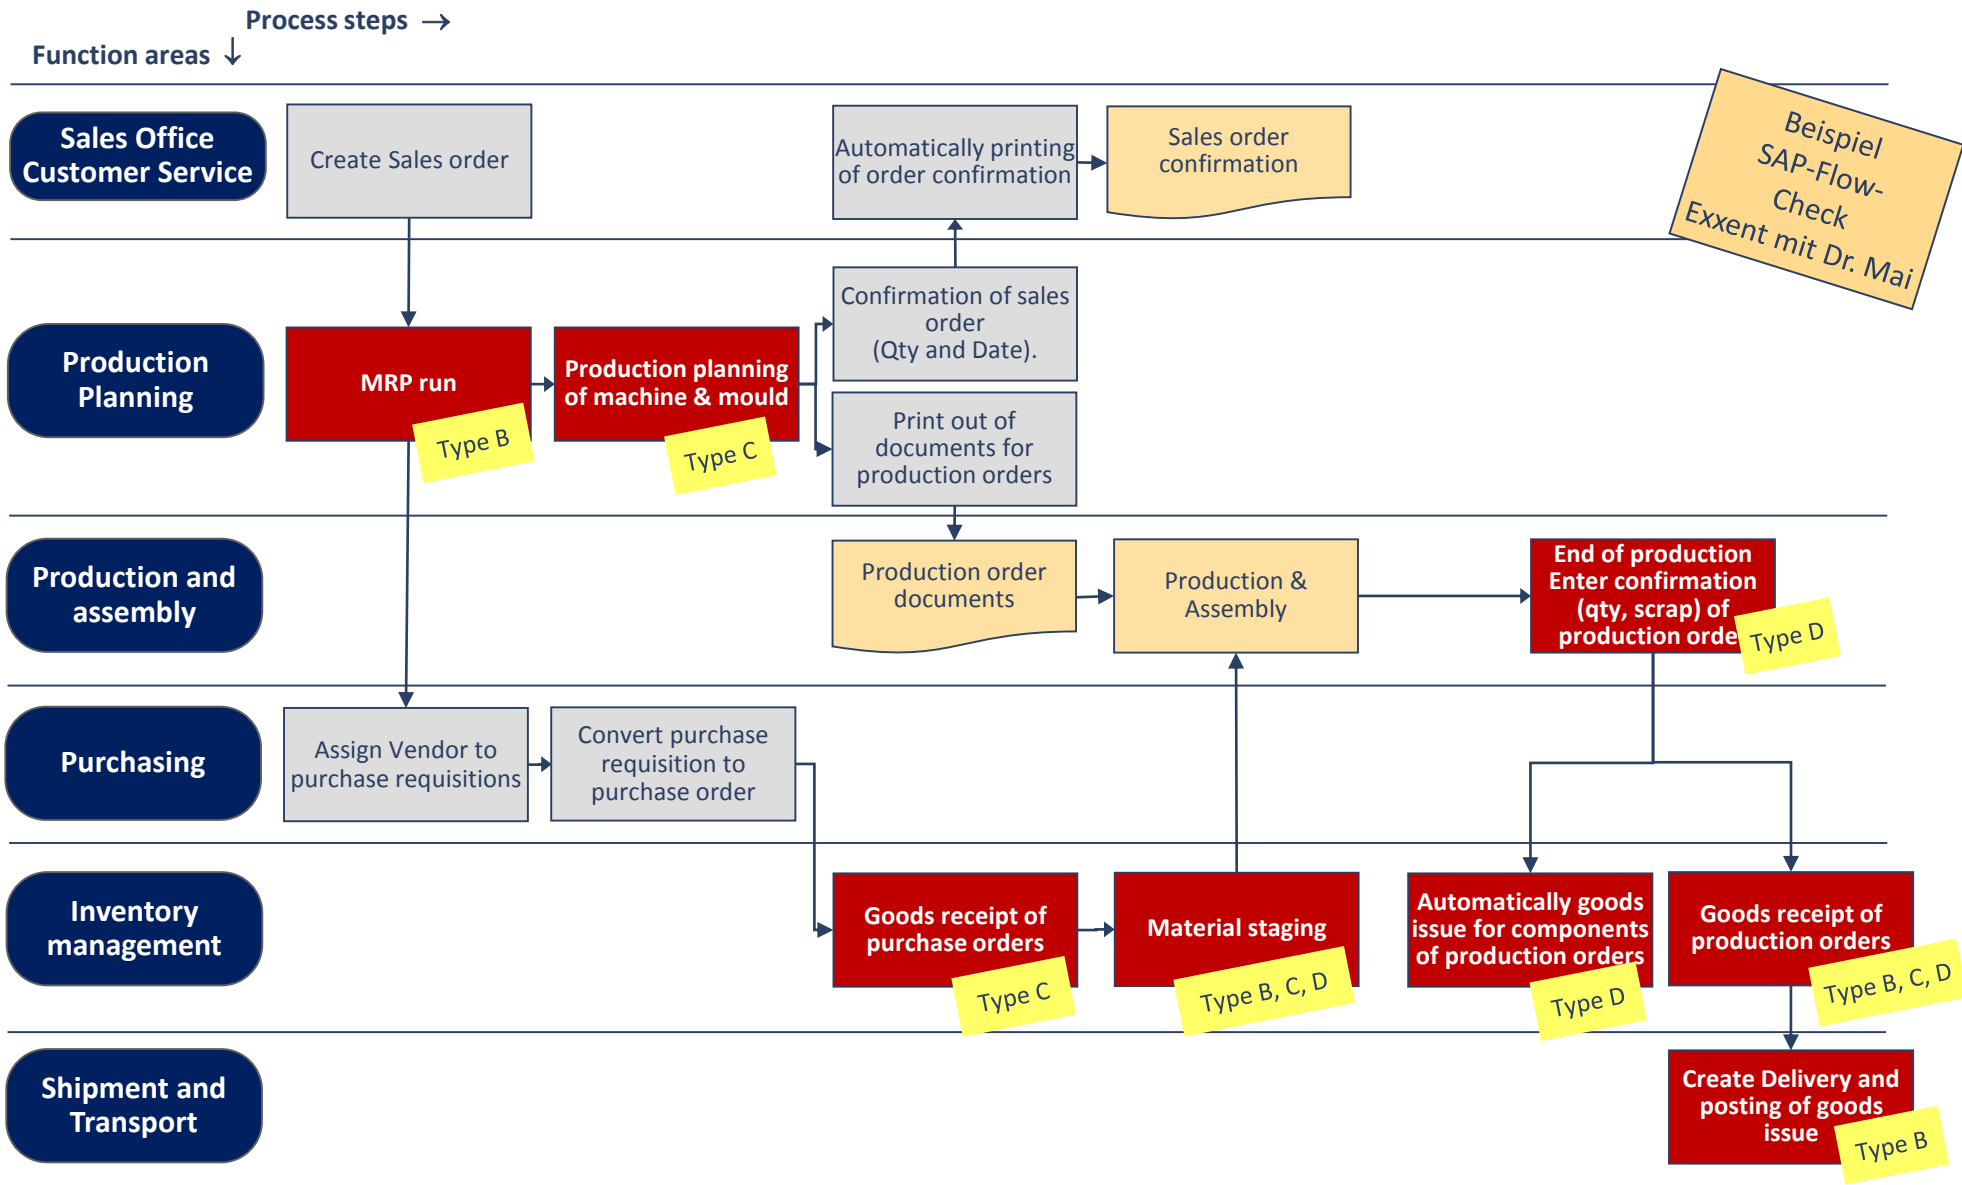 Process steps →
Function areas ↓
Sales Office
Customer Service
Create Sales order
Automatically printing
of order confirmation
Sales order
confirmation
Beispiel
SAP-Flow-
Check
Exxent mit Dr. Mai
Production
Planning
MRP run
Type B
Production planning
of machine & mould
Type C
Confirmation of sales
order
(Qty and Date).
Print out of
documents for
production orders
Production and
assembly
Production order
documents
Production &
Assembly
End of production
Enter confirmation
(qty, scrap) of
production orde
Type D
Purchasing
Assign Vendor to
purchase requisitions
Convert purchase
requisition to
purchase order
Inventory
management
Goods receipt of
purchase orders
Type C
Material staging
Type B, C, D
Automatically goods
issue for components
of production orders
Type D
Goods receipt of
production orders
Type B, C, D
Shipment and
Transport
Create Delivery and
posting of goods
issue
Type B